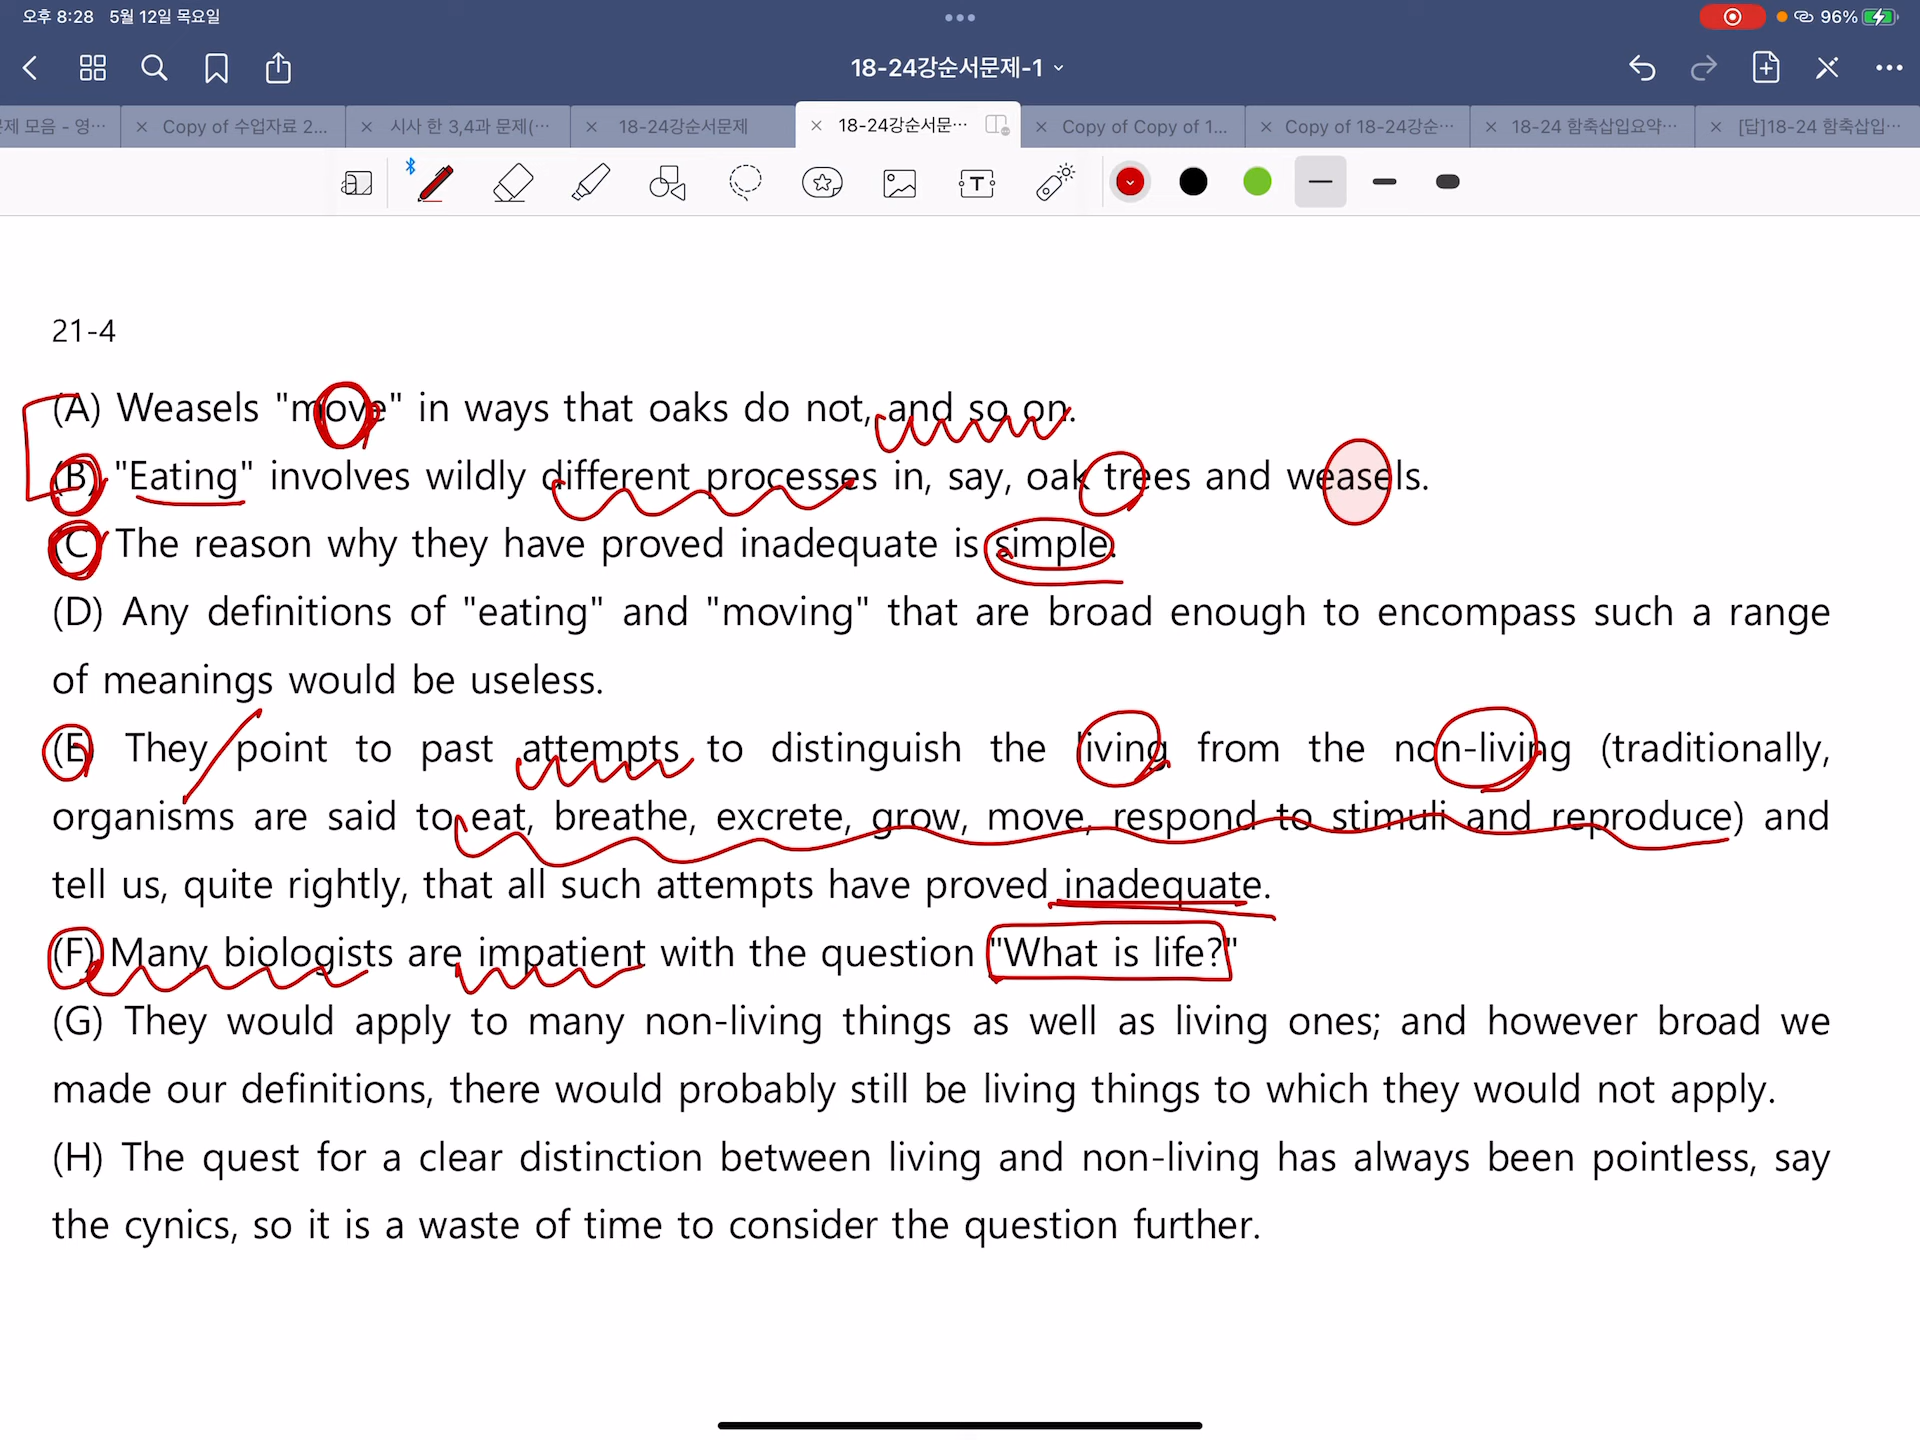 오후 8:28 5월 12일 목요일
96%
18-24강순서문제-1
제 모음 - 영…
Copy of 수업자료 2...
시사 한 3,4과 문제(…
18-24강순서문제
18-24강순서문…
Copy of Copy of 1...
Copy of 18-24강순…
18-24 함축삽입요약…
[답]18-24 함축삽입…
21-4
(A) Weasels "move" in ways that oaks do not, and so on.
(B) "Eating" involves wildly different processes in, say, oak trees and weasels.
(C) The reason why they have proved inadequate is simple.
(D) Any definitions of "eating" and "moving" that are broad enough to encompass such a range
of meanings would be useless.
(E) They point to past attempts to distinguish the living from the non-living (traditionally,
organisms are said to eat, breathe, excrete, grow, move, respond to stimuli and reproduce) and
tell us, quite rightly, that all such attempts have proved inadequate.
(F) Many biologists are impatient with the question "What is life?"
(G) They would apply to many non-living things as well as living ones; and however broad we
made our definitions, there would probably still be living things to which they would not apply.
(H) The quest for a clear distinction between living and non-living has always been pointless, say
the cynics, so it is a waste of time to consider the question further.